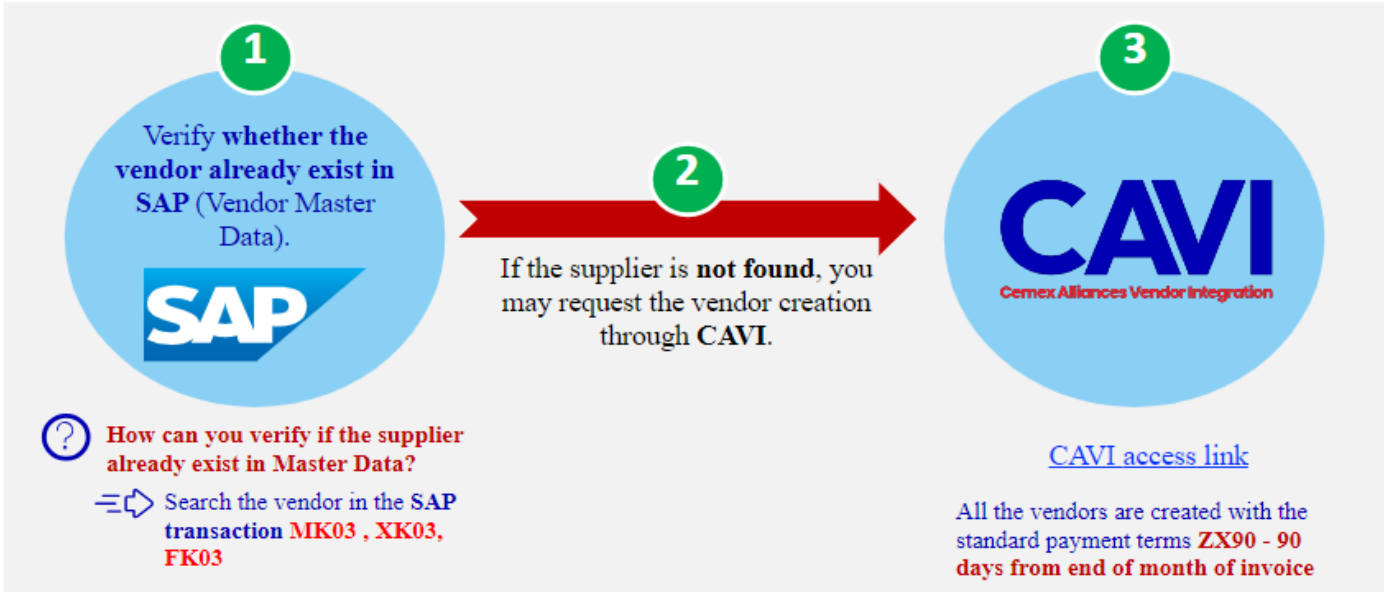 1
Verify whether the
vendor already exist in
SAP (Vendor Master
Data).
SAP
?
How can you verify if the supplier
already exist in Master Data?
Search the vendor in the SAP
transaction MK03 , XK03,
FK03
2
If the supplier is not found, you
may request the vendor creation
through CAVI.
3
CAVI
Cemex Alliances Vendor Integration
CAVI access link
All the vendors are created with the
standard payment terms ZX90 - 90
days from end of month of invoice